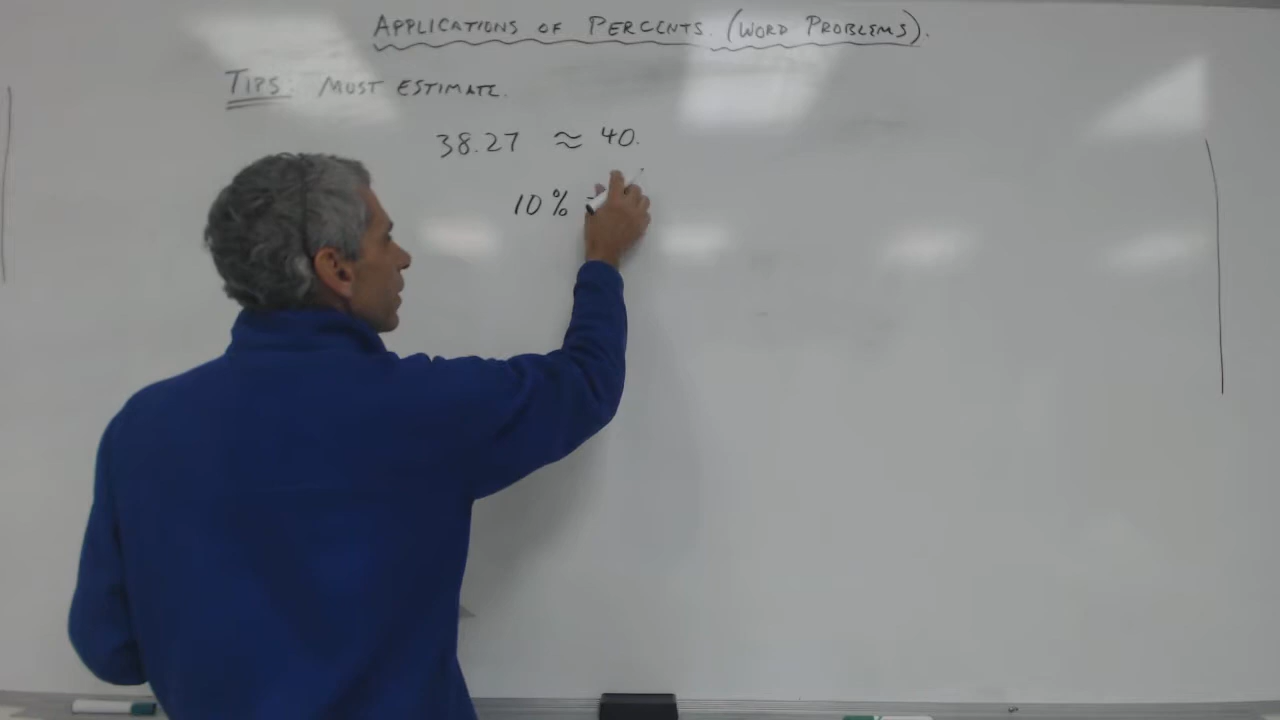 APPLICATIONS OF PERCENTS. (WORD PROBLEMS).
TIPS: MUST ESTIMATE.
38.27 ≈ 40.
10%